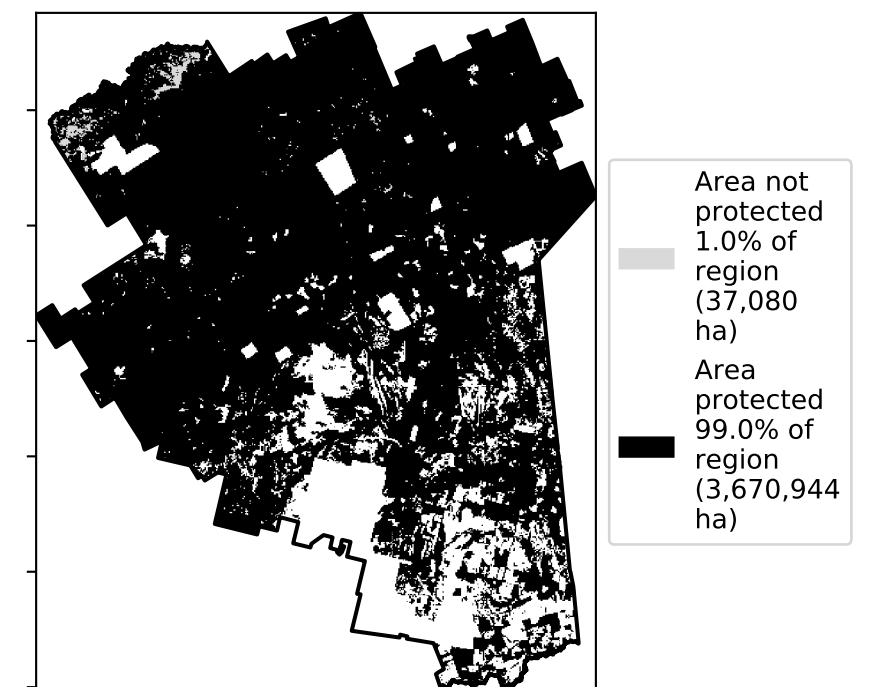 Area not
protected
1.0% of
region
(37,080
ha)
Area
protected
99.0% of
region
(3,670,944
ha)